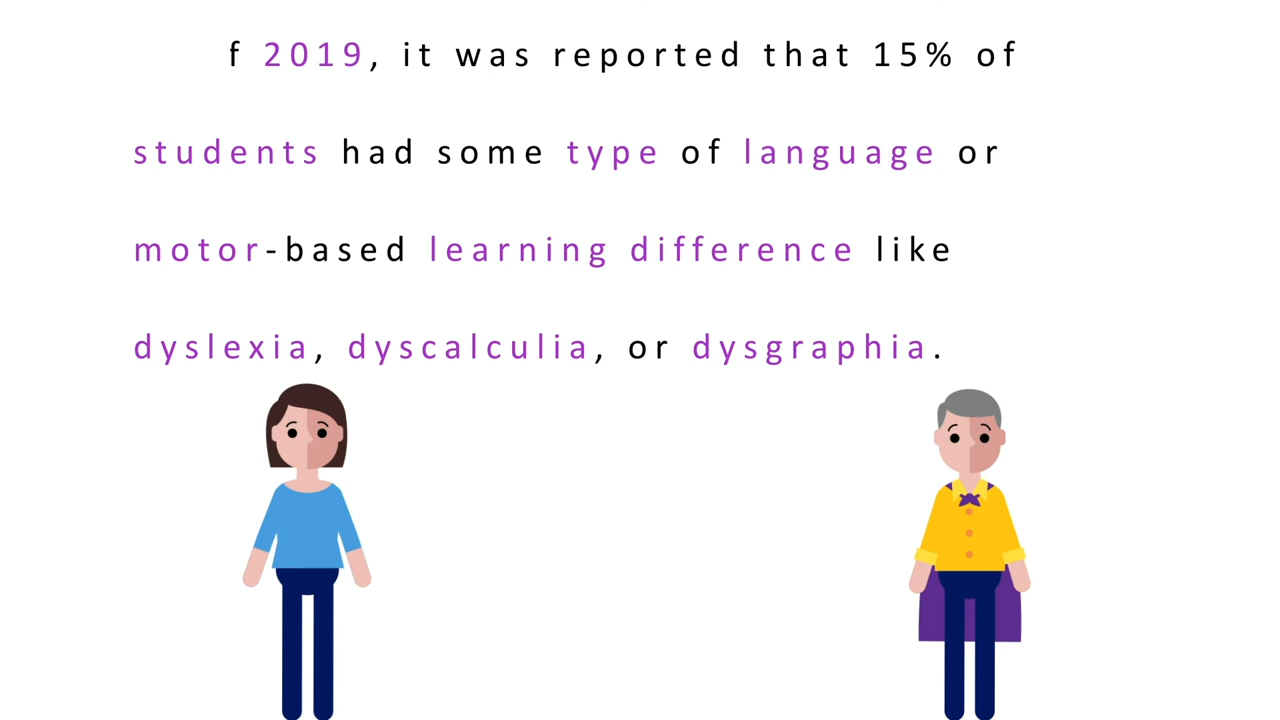 f 2019, it was reported that 15% of
students had some type of language or
motor-based learning difference like
dyslexia, dyscalculia, or dysgraphia.